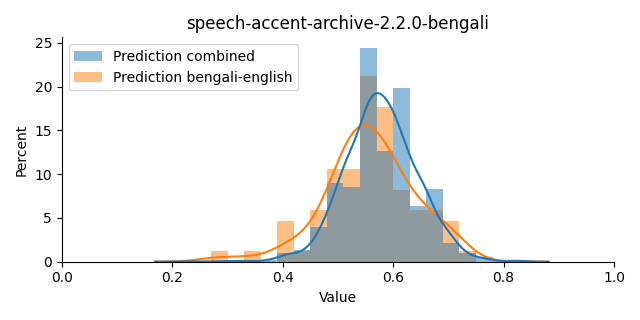 speech-accent-archive-2.2.0-bengali
Prediction combined
Prediction bengali-english
Percent
25
20
15
10
5
0
0.0 0.2 0.4 0.6 0.8 1.0
Value